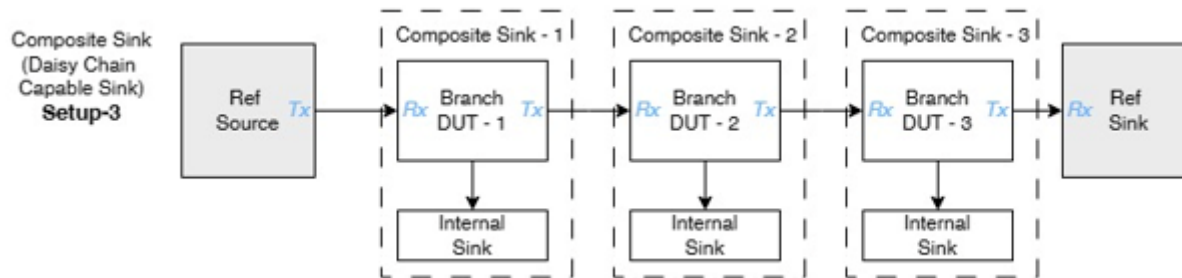 Composite Sink
(Daisy Chain
Capable Sink)
Setup-3
Ref
Source
Tx
Composite Sink - 1
Rx
Branch
DUT - 1
Tx
Internal
Sink
Composite Sink - 2
Rx
Branch
DUT - 2
Tx
Internal
Sink
Composite Sink - 3
Rx
Branch
DUT - 3
Tx
Internal
Sink
Rx
Ref
Sink